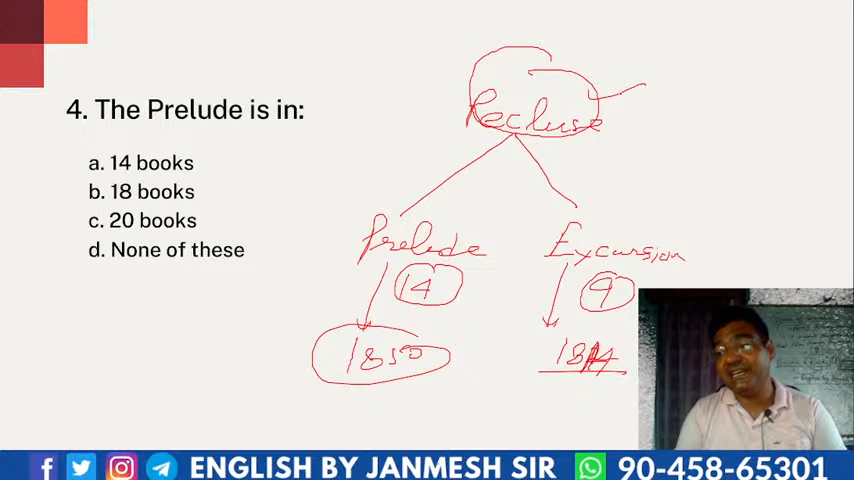 4. The Prelude is in:
a. 14 books
b. 18 books
c. 20 books
d. None of these
Recluse
Prelude Excursion
14 9
1850 1814
ENGLISH BY JANMESH SIR 90-458-65301